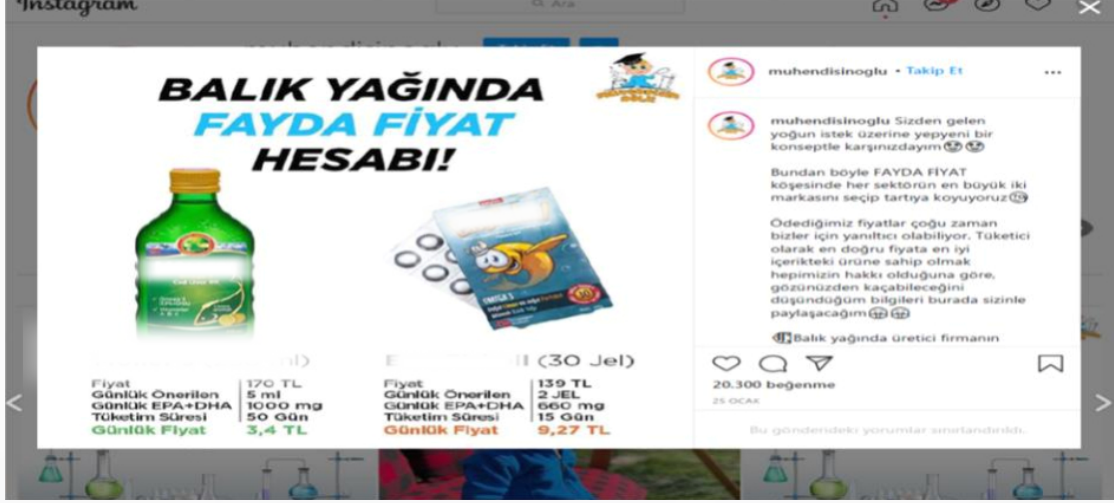 Instagram
Ara
BALIK YAĞINDA
FAYDA FİYAT
HESABI!
(30 Jel)
Fiyat 170 TL
Günlük Önerilen 5 ml
Günlük EPA+DHA 1000 mg
Tüketim Süresi 50 Gün
Günlük Fiyat 3,4 TL
Fiyat 139 TL
Günlük Önerilen 2 JEL
Günlük EPA+DHA 660 mg
Tüketim Süresi 15 Gün
Günlük Fiyat 9,27 TL
OMEGA 3
muhendisinoglu • Takip Et
muhendisinoglu Sizden gelen
yoğun istek üzerine yepyeni bir
konseptle karşınızdayım
Bundan böyle FAYDA FİYAT
köşesinde her sektörün en büyük iki
markasını seçip tartıya koyuyoruz
Ödediğimiz fiyatlar çoğu zaman
bizler için yanıltıcı olabiliyor. Tüketici
olarak en doğru fiyata en iyi
içerikteki ürüne sahip olmak
hepimizin hakkı olduğuna göre,
gözünüzden kaçabileceğini
düşündüğüm bilgileri burada sizinle
paylaşacağım
Balık yağında üretici firmanın
20.300 beğenme
25 OCAK
Bu gönderideki yorumlar sınırlandırıldı.